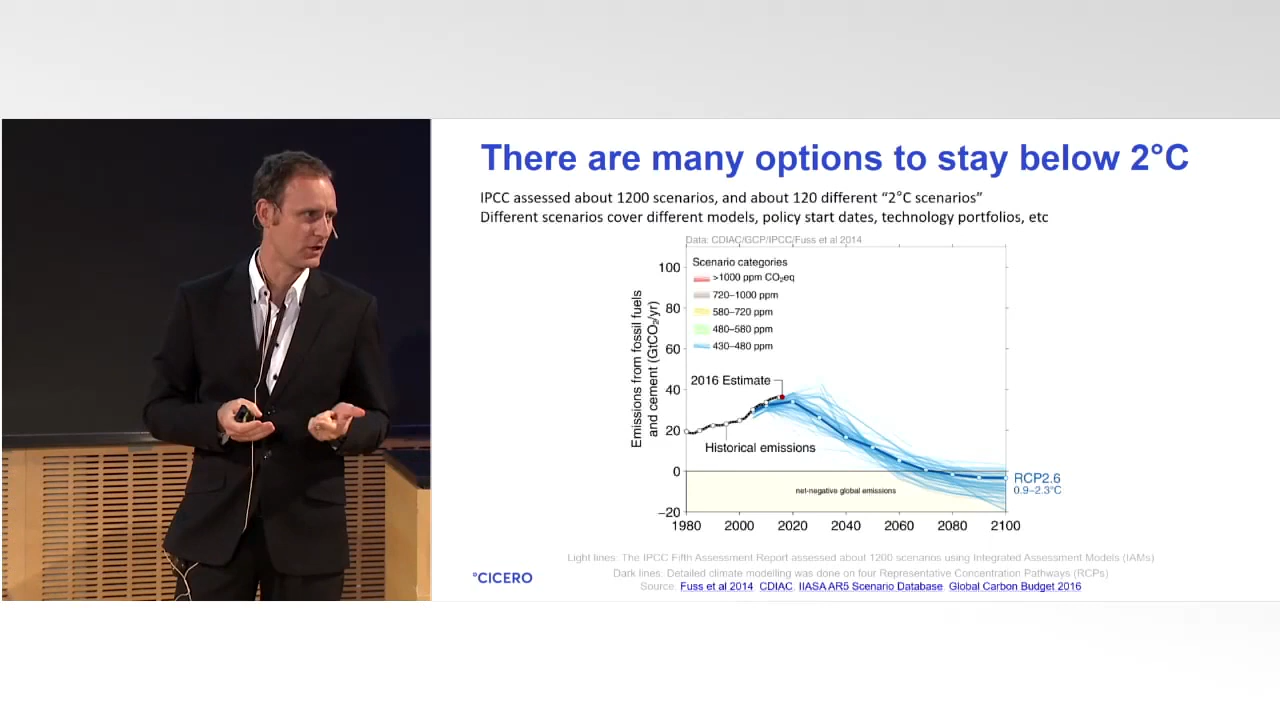 There are many options to stay below 2°C
IPCC assessed about 1200 scenarios, and about 120 different “2°C scenarios”
Different scenarios cover different models, policy start dates, technology portfolios, etc
Data: CDIAC/GCP/IPCC/Fuss et al 2014
Emissions from fossil fuels
and cement (GtCO₂/yr)
100
80
60
40
20
0
−20
Scenario categories
>1000 ppm CO₂eq
720–1000 ppm
580–720 ppm
480–580 ppm
430–480 ppm
2016 Estimate
Historical emissions
net-negative global emissions
RCP2.6
0.9–2.3°C
1980 2000 2020 2040 2060 2080 2100
Light lines: The IPCC Fifth Assessment Report assessed about 1200 scenarios using Integrated Assessment Models (IAMs)
Dark lines: Detailed climate modelling was done on four Representative Concentration Pathways (RCPs)
°CICERO
Source: Fuss et al 2014, CDIAC, IIASA AR5 Scenario Database, Global Carbon Budget 2016